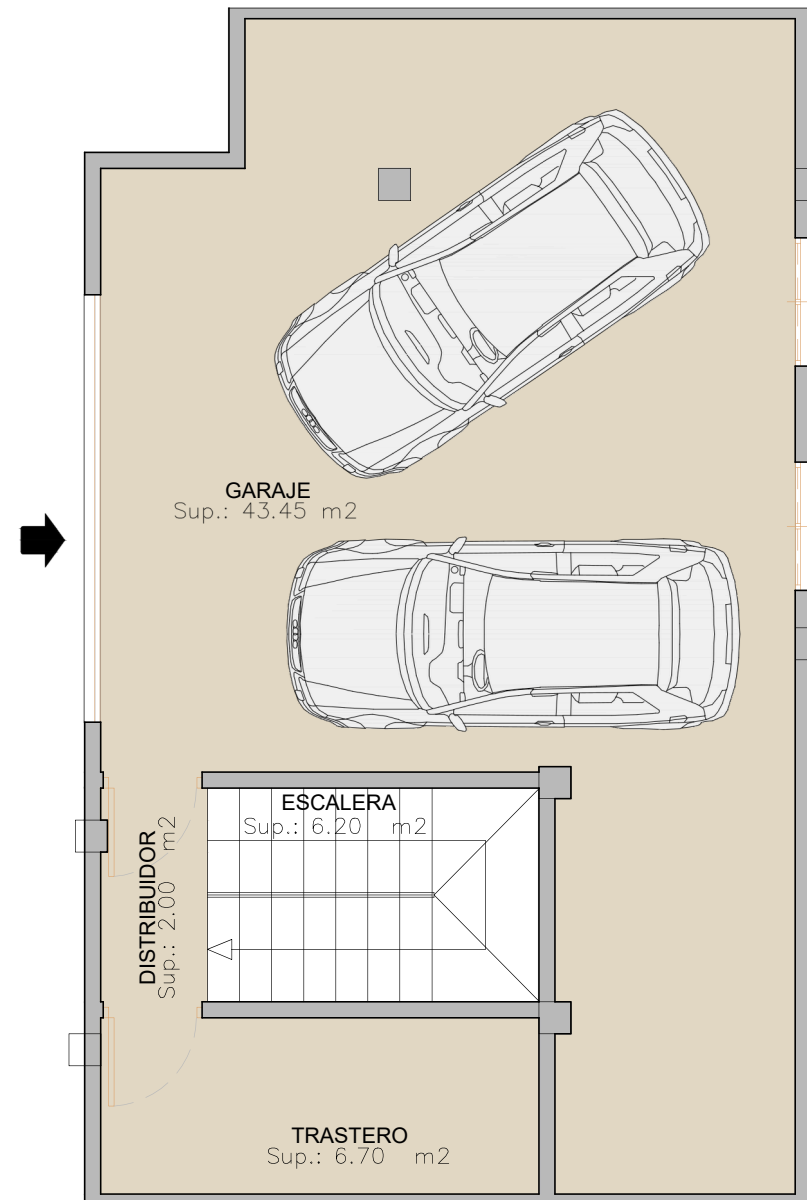 GARAJE
Sup.: 43.45 m2
ESCALERA
Sup.: 6.20 m2
DISTRIBUIDOR
Sup.: 2.00 m2
TRASTERO
Sup.: 6.70 m2